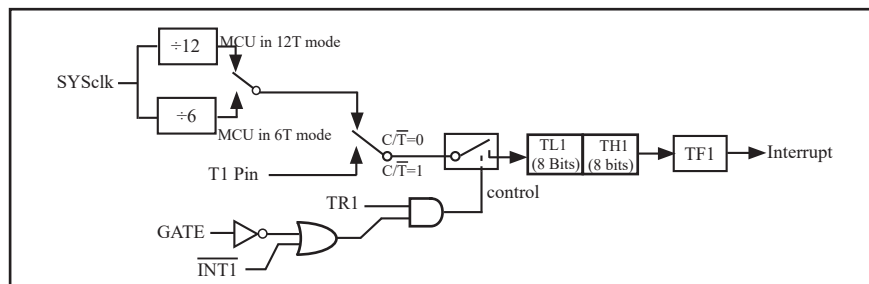 ÷12
MCU in 12T mode
SYSclk
÷6
MCU in 6T mode
C/T̅=0
C/T̅=1
T1 Pin
TL1
(8 Bits)
TH1
(8 bits)
TF1
Interrupt
control
TR1
GATE
I̅N̅T̅1̅